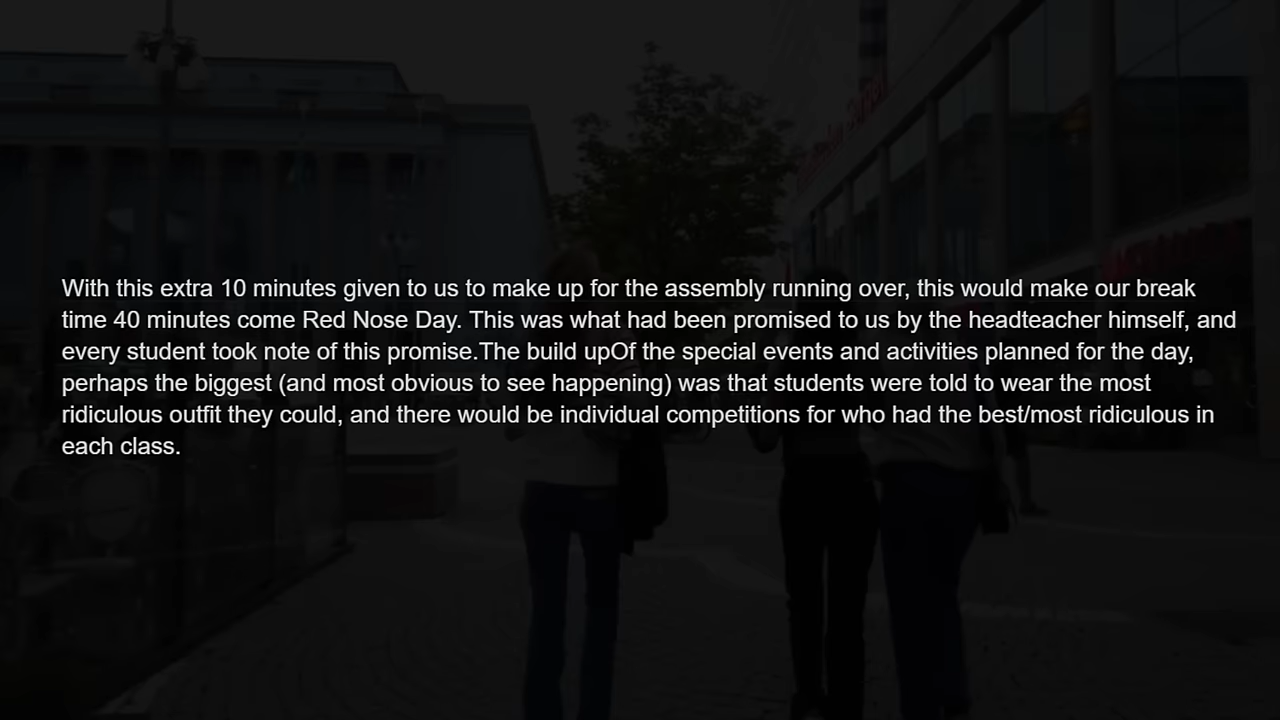 With this extra 10 minutes given to us to make up for the assembly running over, this would make our break
time 40 minutes come Red Nose Day. This was what had been promised to us by the headteacher himself, and
every student took note of this promise.The build upOf the special events and activities planned for the day,
perhaps the biggest (and most obvious to see happening) was that students were told to wear the most
ridiculous outfit they could, and there would be individual competitions for who had the best/most ridiculous in
each class.